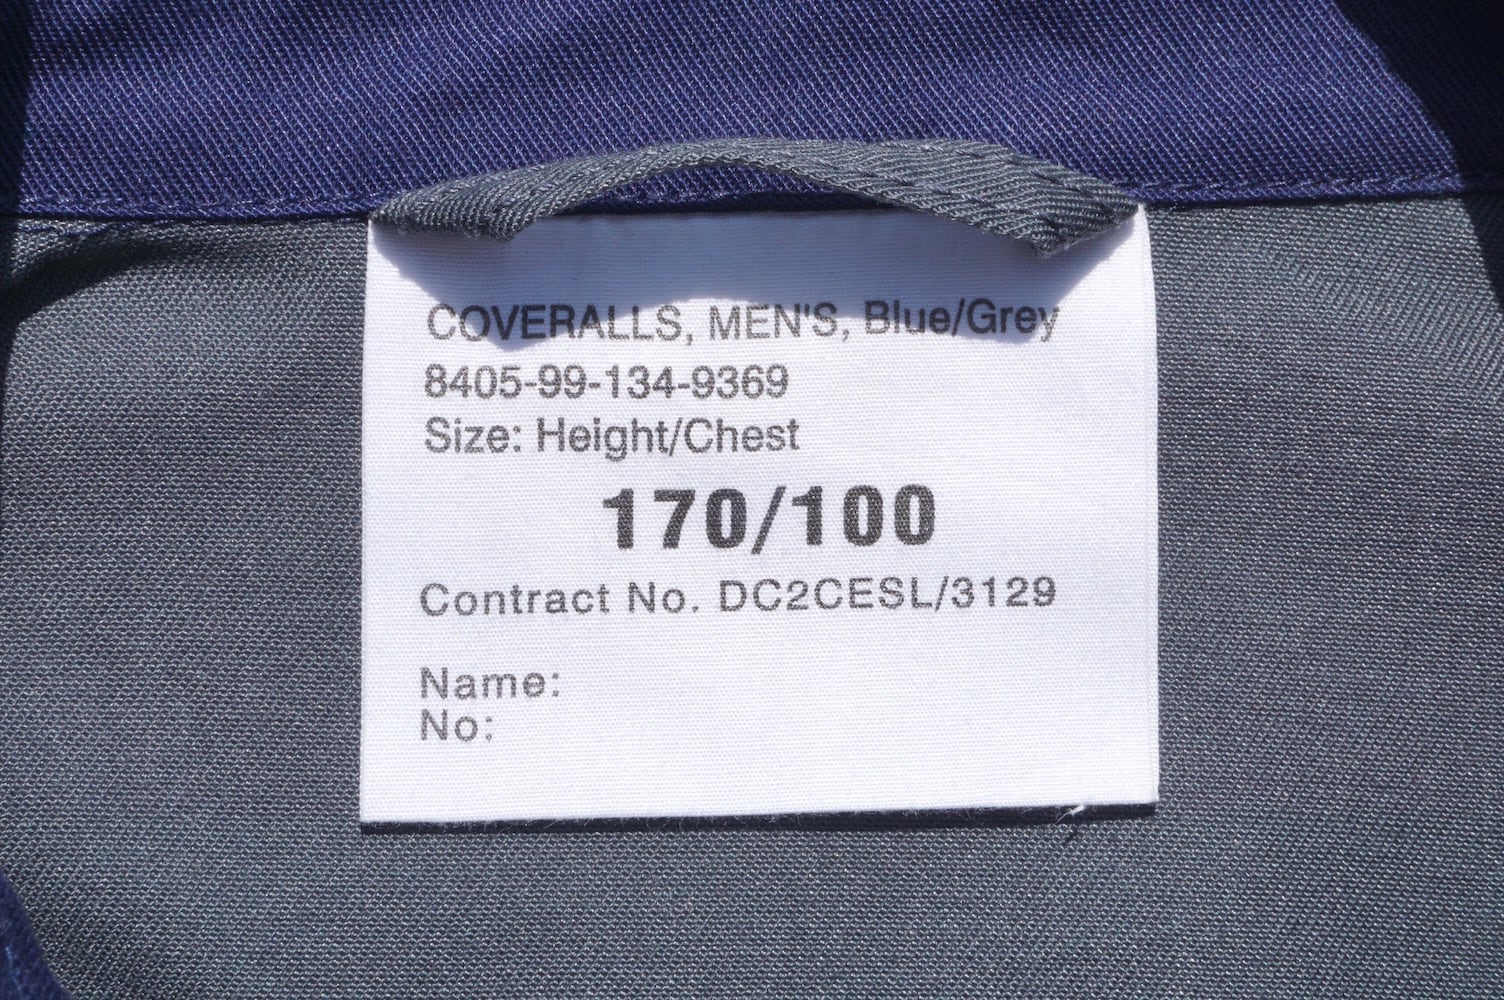 COVERALLS, MEN'S, Blue/Grey
8405-99-134-9369
Size: Height/Chest
170/100
Contract No. DC2CESL/3129
Name:
No: